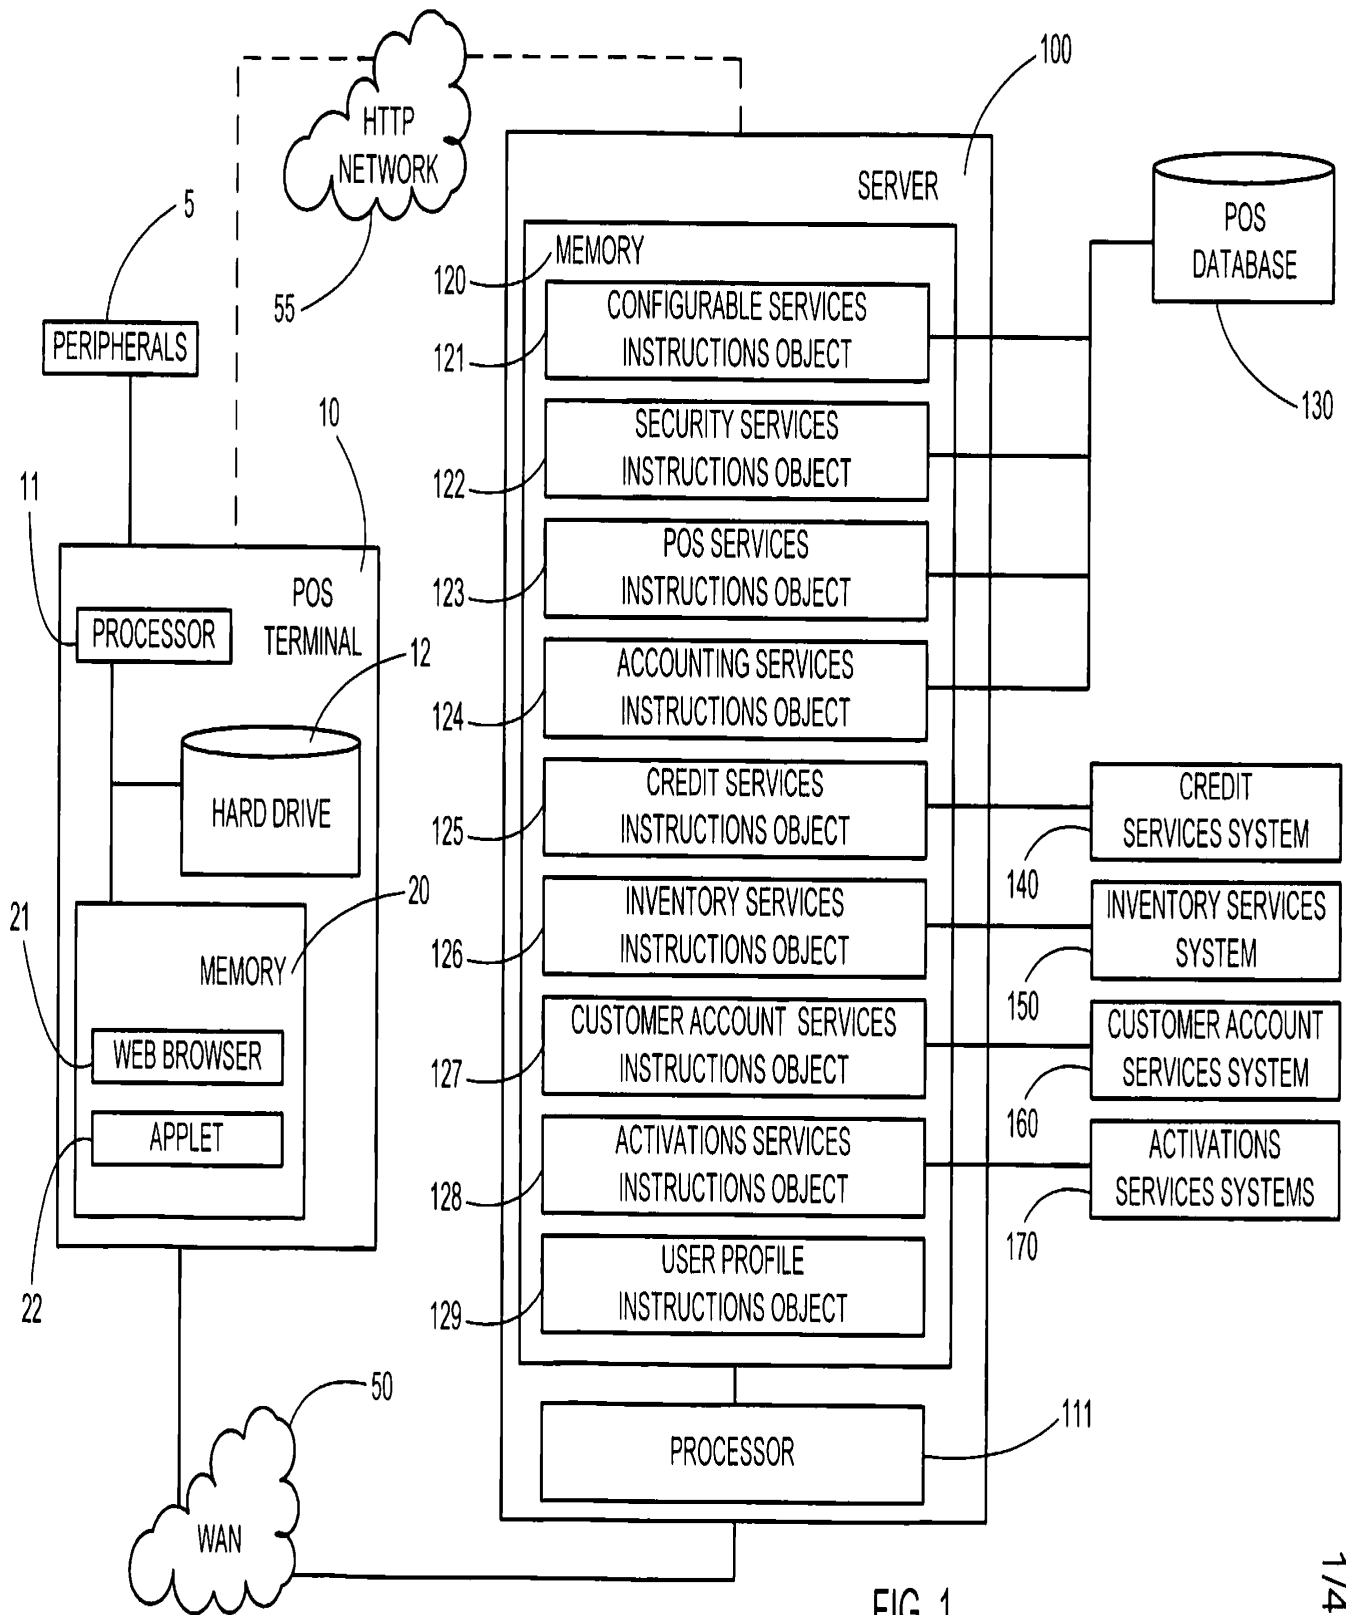 HTTP
NETWORK
55
100
SERVER
5
PERIPHERALS
MEMORY
120
POS
DATABASE
130
CONFIGURABLE SERVICES
INSTRUCTIONS OBJECT
121
SECURITY SERVICES
INSTRUCTIONS OBJECT
122
POS SERVICES
INSTRUCTIONS OBJECT
123
ACCOUNTING SERVICES
INSTRUCTIONS OBJECT
124
CREDIT SERVICES
INSTRUCTIONS OBJECT
125
INVENTORY SERVICES
INSTRUCTIONS OBJECT
126
CUSTOMER ACCOUNT SERVICES
INSTRUCTIONS OBJECT
127
ACTIVATIONS SERVICES
INSTRUCTIONS OBJECT
128
USER PROFILE
INSTRUCTIONS OBJECT
129
PROCESSOR
111
10
POS
TERMINAL
11
PROCESSOR
12
HARD DRIVE
20
MEMORY
21
WEB BROWSER
APPLET
22
CREDIT
SERVICES SYSTEM
140
INVENTORY SERVICES
SYSTEM
150
CUSTOMER ACCOUNT
SERVICES SYSTEM
160
ACTIVATIONS
SERVICES SYSTEMS
170
50
WAN
FIG. 1
1/4